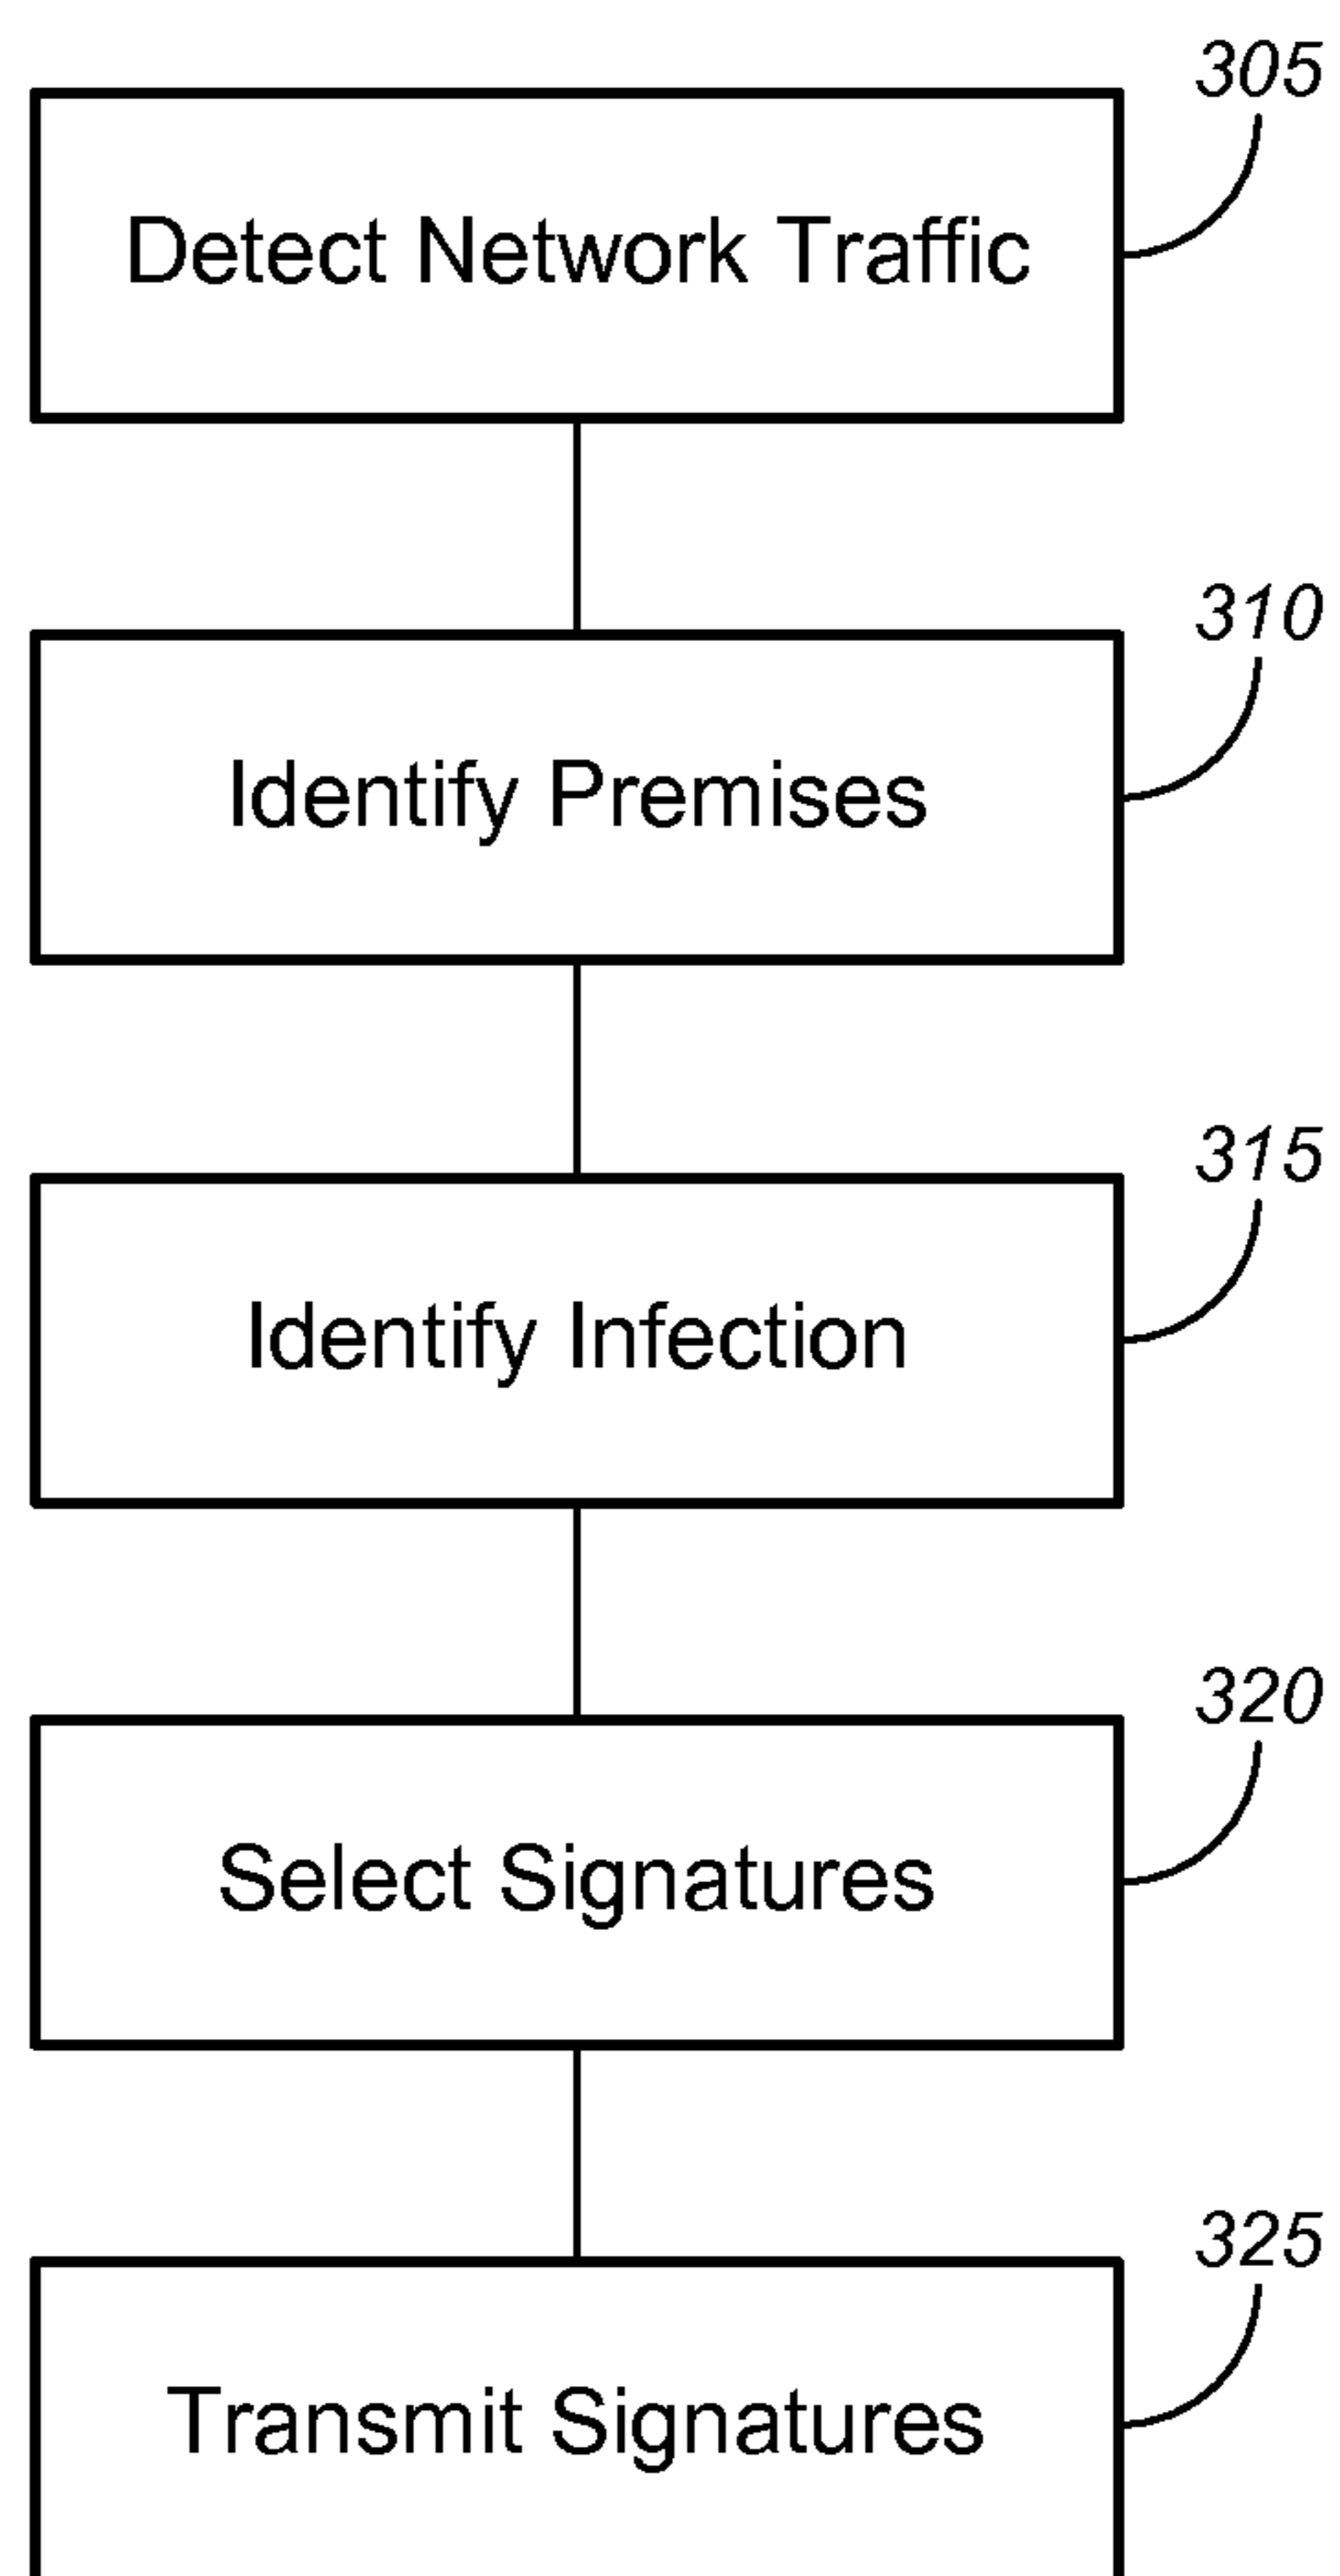 305
Detect Network Traffic
310
Identify Premises
315
Identify Infection
320
Select Signatures
325
Transmit Signatures